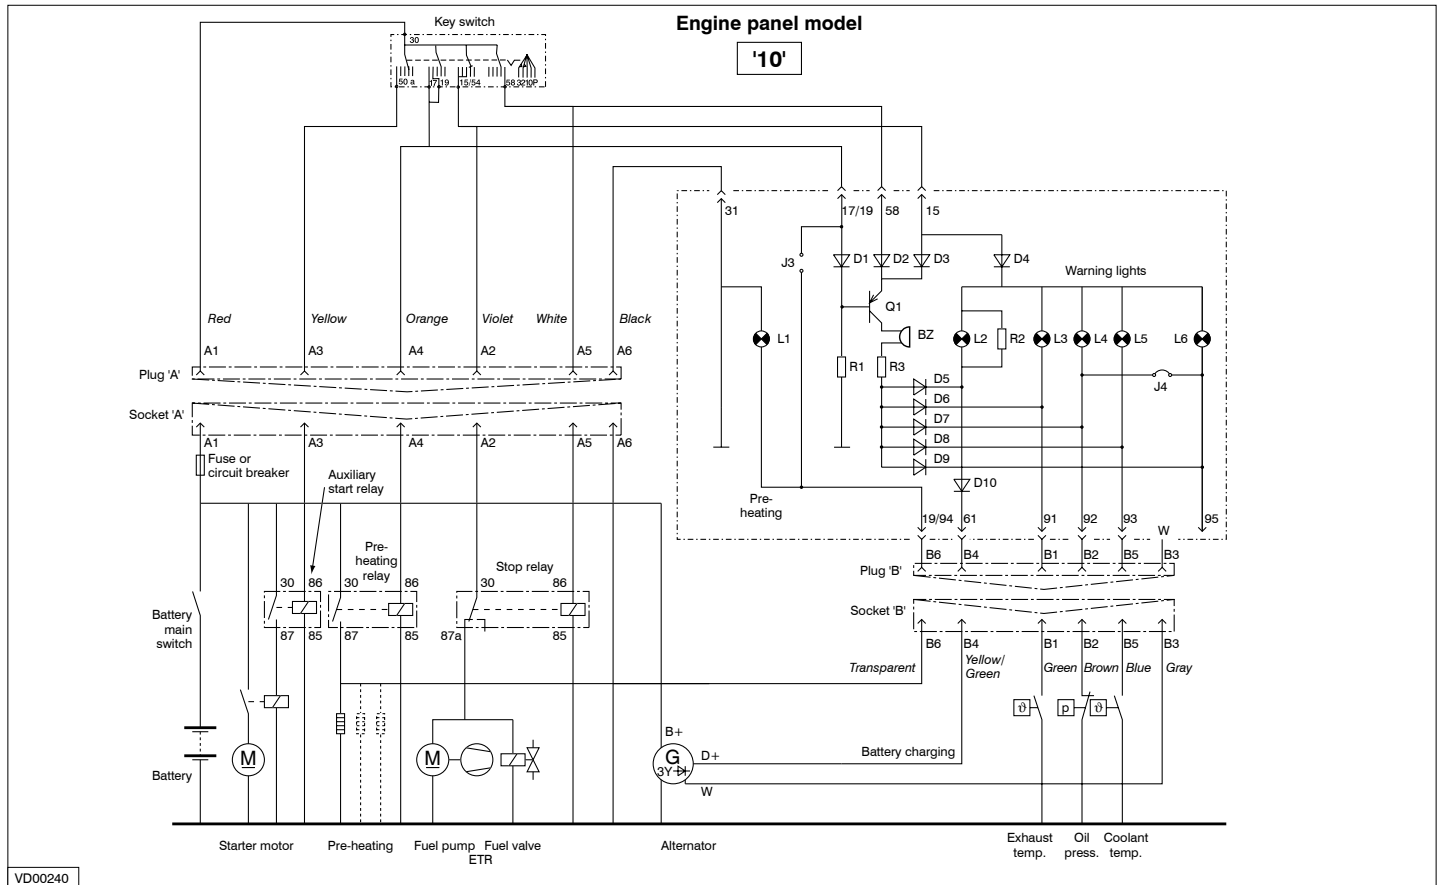 Key switch
Engine panel model
'10'
30
50 a
17/19
15/54
58
3210P
31
17/19
58
15
J3
D1
D2
D3
D4
Warning lights
Q1
BZ
L1
L2
R2
L3
L4
L5
L6
R1
R3
J4
D5
D6
D7
D8
D9
D10
Red
Yellow
Orange
Violet
White
Black
A1
A3
A4
A2
A5
A6
Plug 'A'
Socket 'A'
A1
A3
A4
A2
A5
A6
Fuse or
circuit breaker
Auxiliary
start relay
Pre-
heating
19/94
61
91
92
93
95
W
B6
B4
B1
B2
B5
B3
Plug 'B'
Socket 'B'
B6
B4
B1
B2
B5
B3
Transparent
Yellow/
Green
Green
Brown
Blue
Gray
Pre-
heating
relay
Stop relay
30
86
30
86
30
86
87
85
87
85
87a
85
Battery
main
switch
Battery
M
M
G
3Y
B+
D+
W
Battery charging
ϑ
p
ϑ
Starter motor
Pre-heating
Fuel pump
Fuel valve
ETR
Alternator
Exhaust
temp.
Oil
press.
Coolant
temp.
VD00240